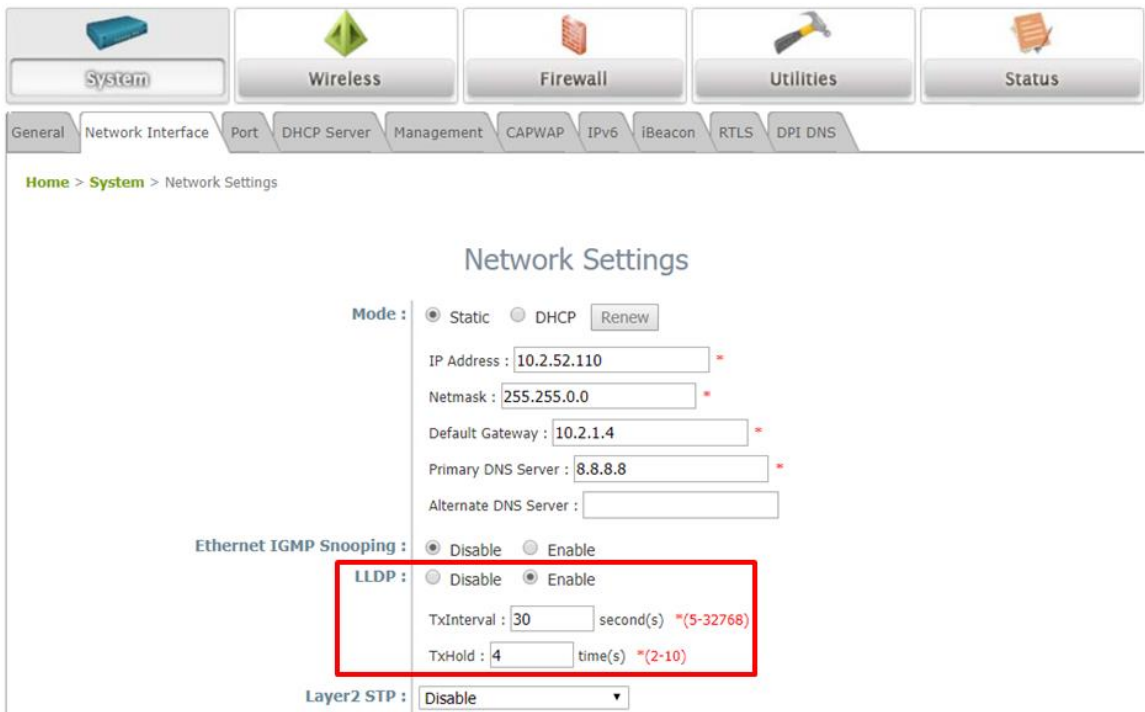 System Wireless Firewall Utilities Status
General Network Interface Port DHCP Server Management CAPWAP IPv6 iBeacon RTLS DPI DNS
Home > System > Network Settings
Network Settings
Mode : Static DHCP Renew
IP Address : 10.2.52.110 *
Netmask : 255.255.0.0 *
Default Gateway : 10.2.1.4 *
Primary DNS Server : 8.8.8.8 *
Alternate DNS Server :
Ethernet IGMP Snooping : Disable Enable
LLDP : Disable Enable
TxInterval : 30 second(s) *(5-32768)
TxHold : 4 time(s) *(2-10)
Layer2 STP : Disable